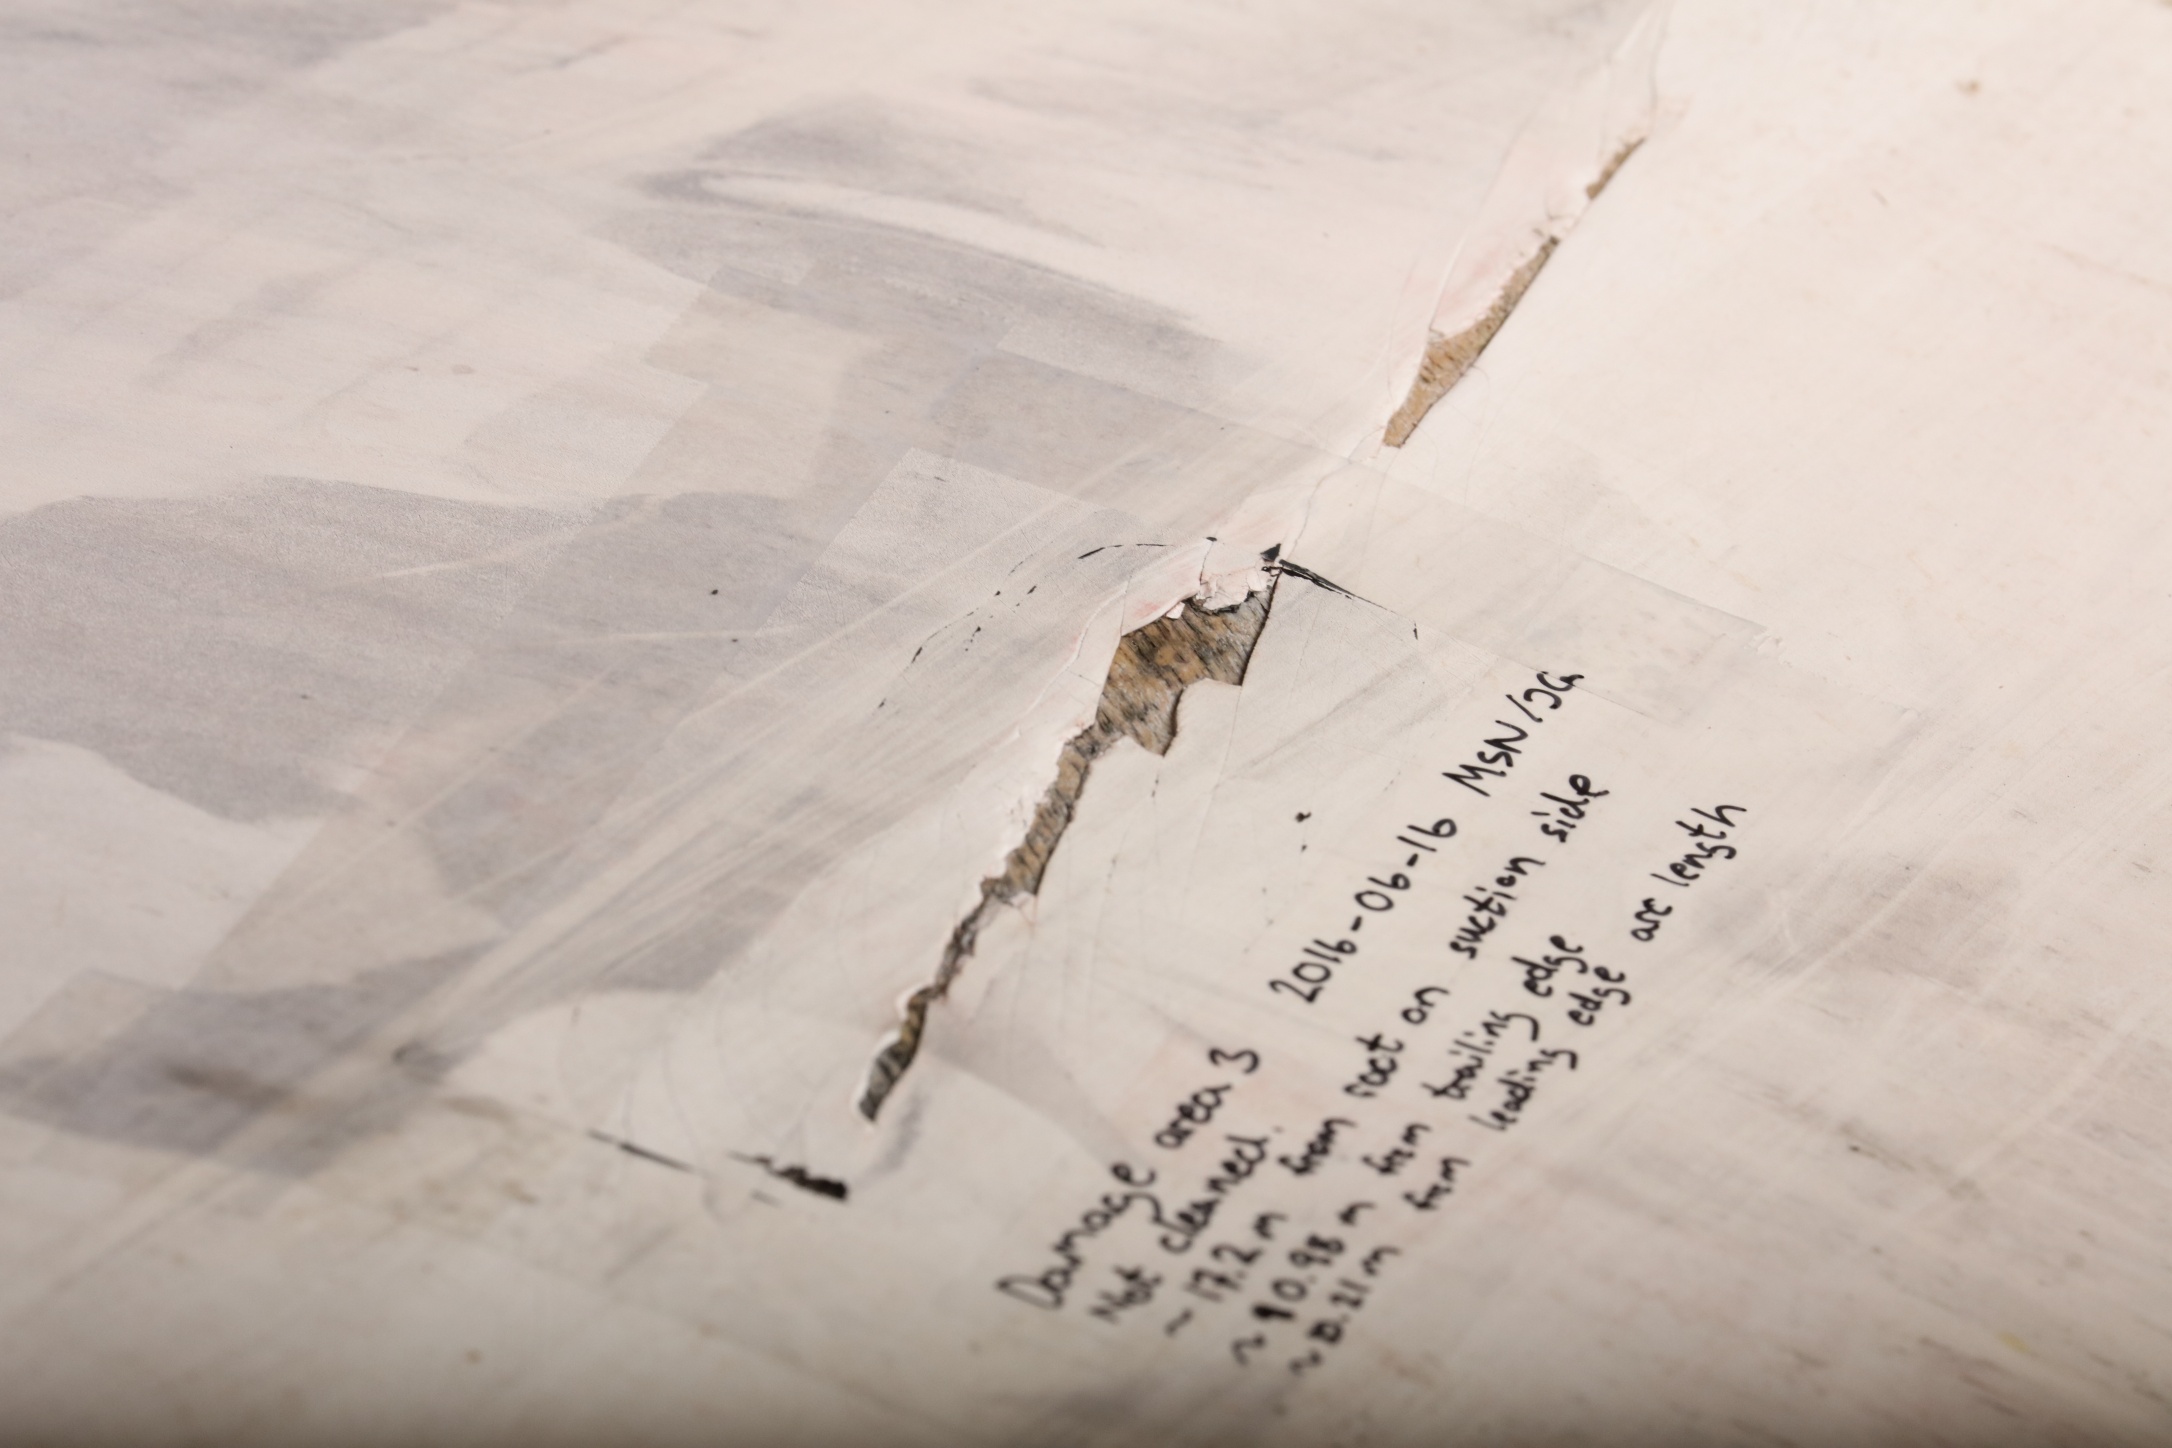 Damage area 3 2016-06-16 MSN/JG
Not cleaned.
~ 17.2 m from root on suction side
~ 0.98 m from trailing edge
~ 0.21 m from leading edge arc length